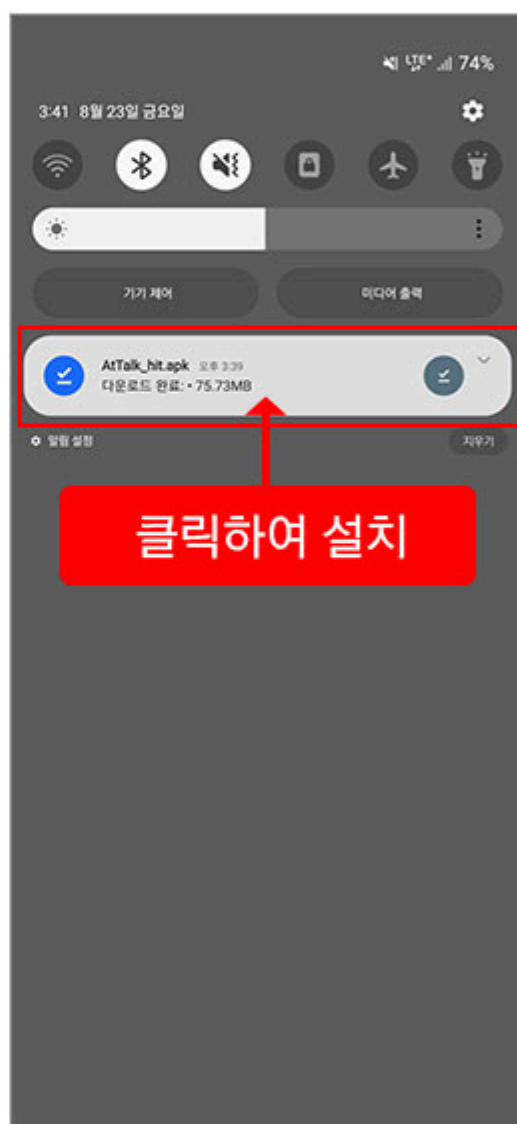 LTE+ 74%
3:41 8월 23일 금요일
기기 제어 미디어 출력
AtTalk_hit.apk 오후 3:39
다운로드 완료: • 75.73MB
알림 설정 지우기
클릭하여 설치